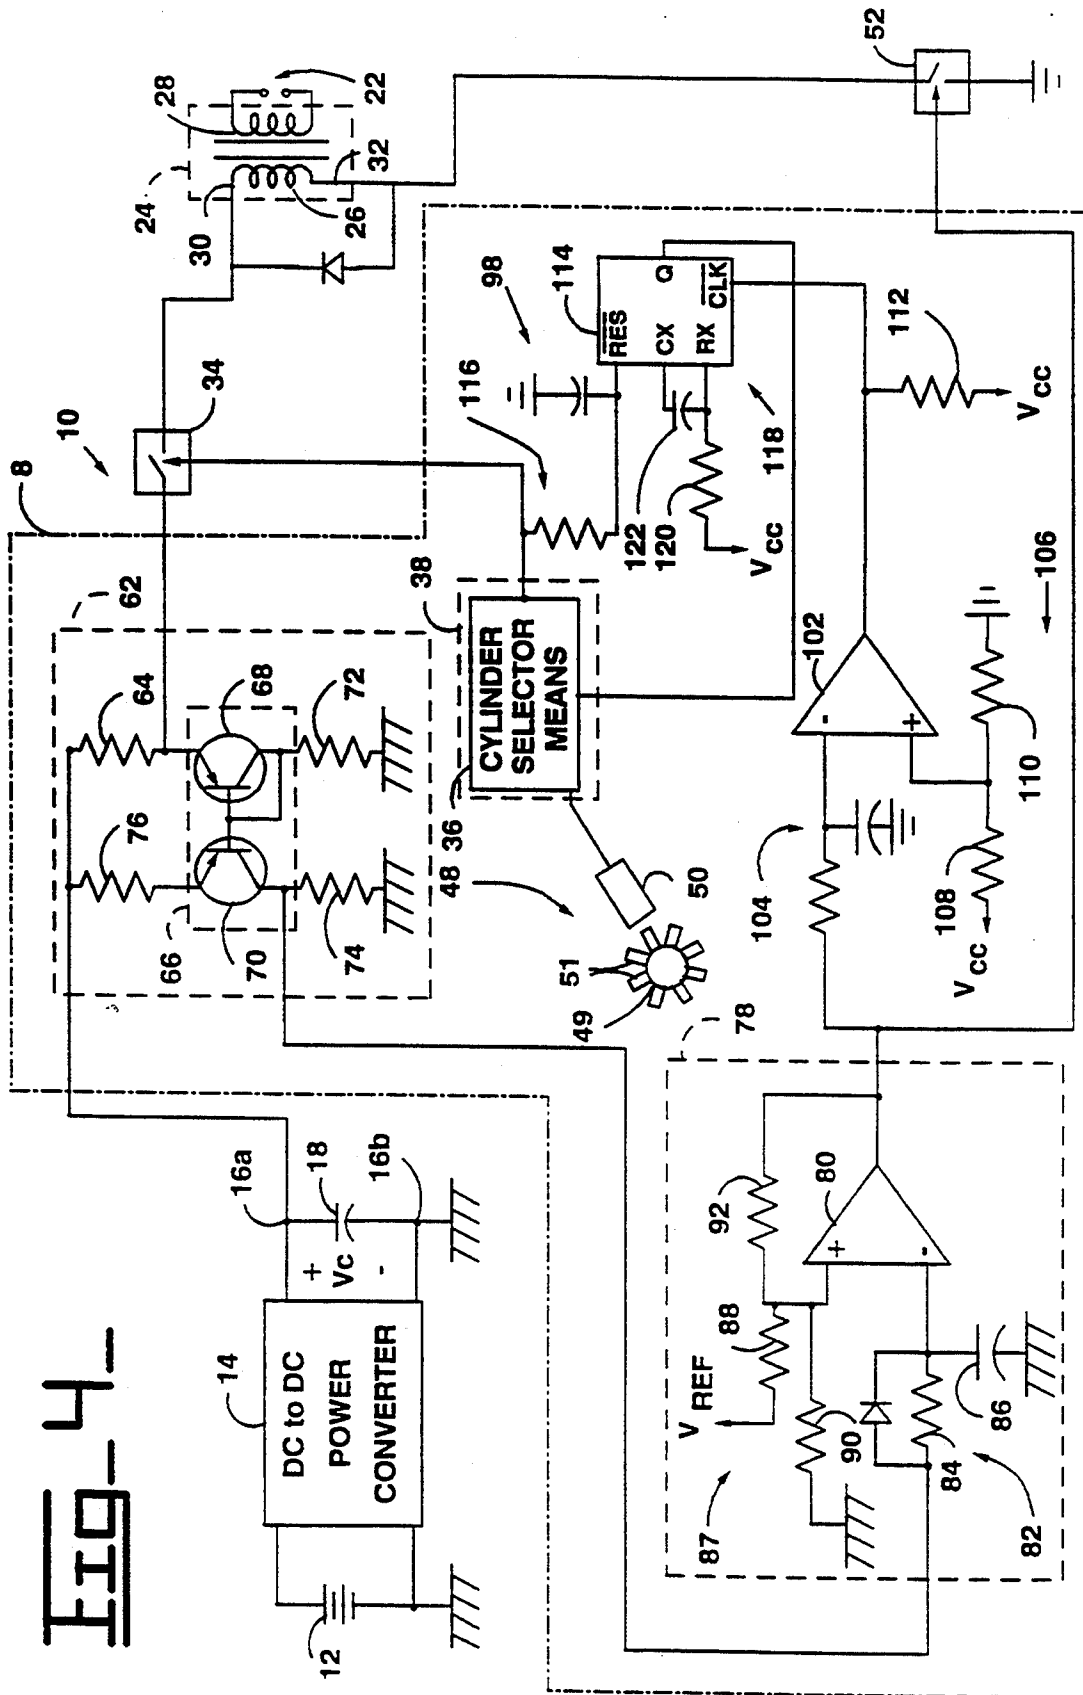 Fig_4_
8
10
12
14
DC to DC
POWER
CONVERTER
16a
+
Vc
-
18
16b
62
64
76
66
68
70
72
74
34
24
30
28
22
26
32
52
38
CYLINDER
SELECTOR
MEANS
36
48
50
51
49
116
98
114
RES
CX
RX
Q
CLK
118
122
120
VCC
112
VCC
102
-
+
104
106
108
110
VCC
78
80
+
-
92
88
VREF
87
90
84
86
82